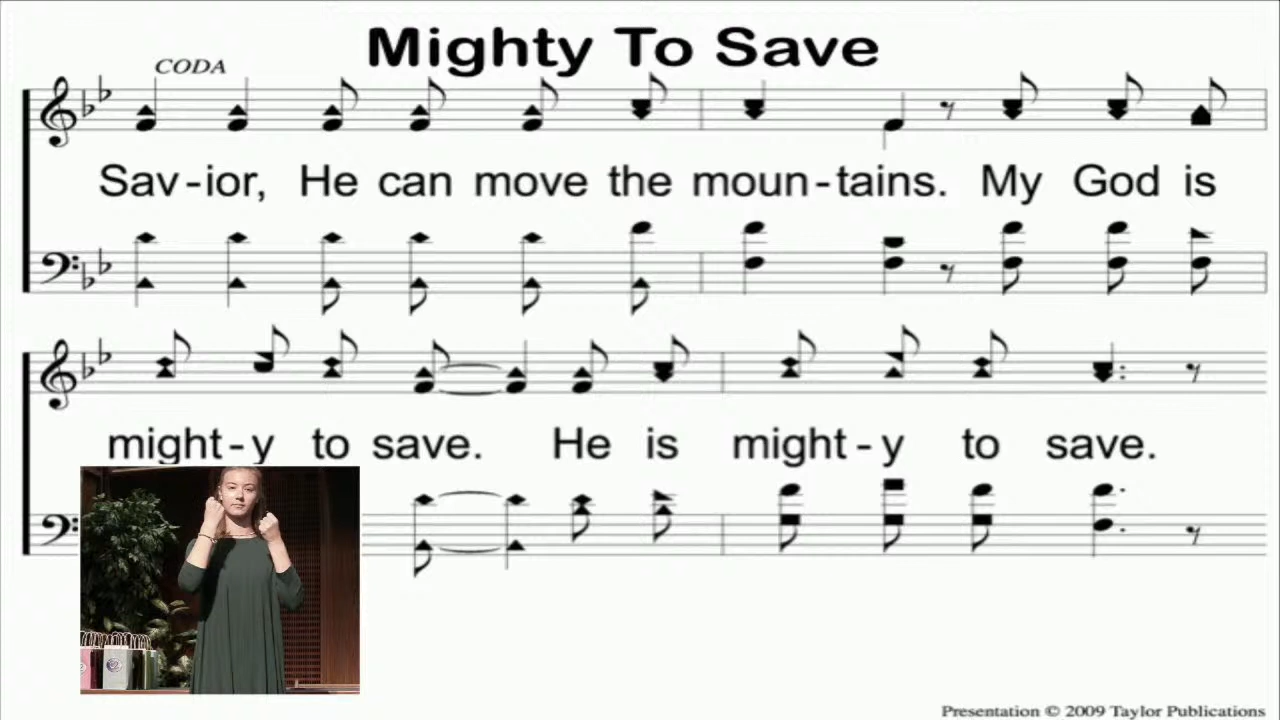 Mighty To Save
CODA
Sav-ior, He can move the moun-tains. My God is
might-y to save. He is might-y to save.
Presentation © 2009 Taylor Publications